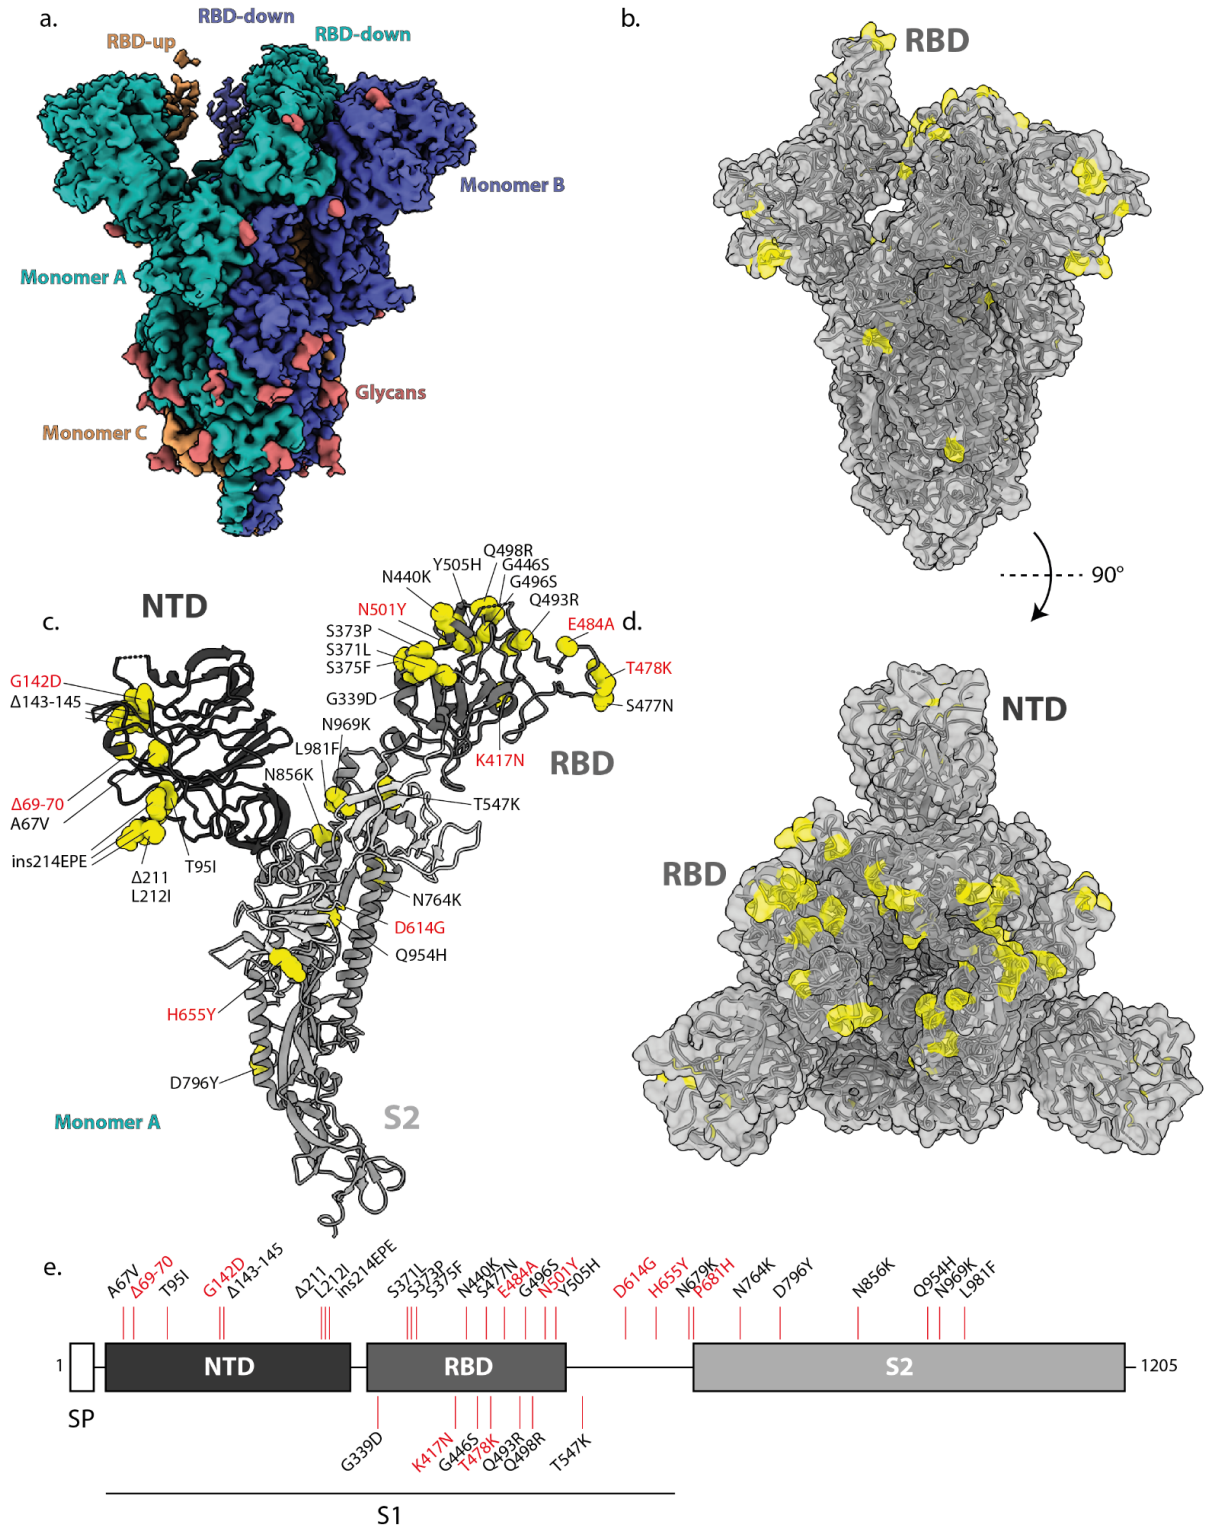 a.
RBD-down
RBD-up
RBD-down
Monomer B
Monomer A
Glycans
Monomer C
b.
RBD
90°
c.
NTD
Q498R
Y505H
G446S
N440K
G496S
N501Y
Q493R
S373P
E484A
S371L
S375F
T478K
G142D
Δ143-145
G339D
S477N
N969K
L981F
K417N
RBD
N856K
Δ69-70
A67V
T547K
ins214EPE
T95I
Δ211
L212I
N764K
D614G
Q954H
H655Y
D796Y
Monomer A
S2
d.
NTD
RBD
e.
A67V
Δ69-70
T95I
G142D
Δ143-145
Δ211
L212I
ins214EPE
S371L
S373P
S375F
N440K
S477N
E484A
G496S
N501Y
Y505H
D614G
H655Y
N679K
P681H
N764K
D796Y
N856K
Q954H
N969K
L981F
1
NTD
RBD
S2
1205
SP
G339D
K417N
G446S
T478K
Q493R
Q498R
T547K
S1